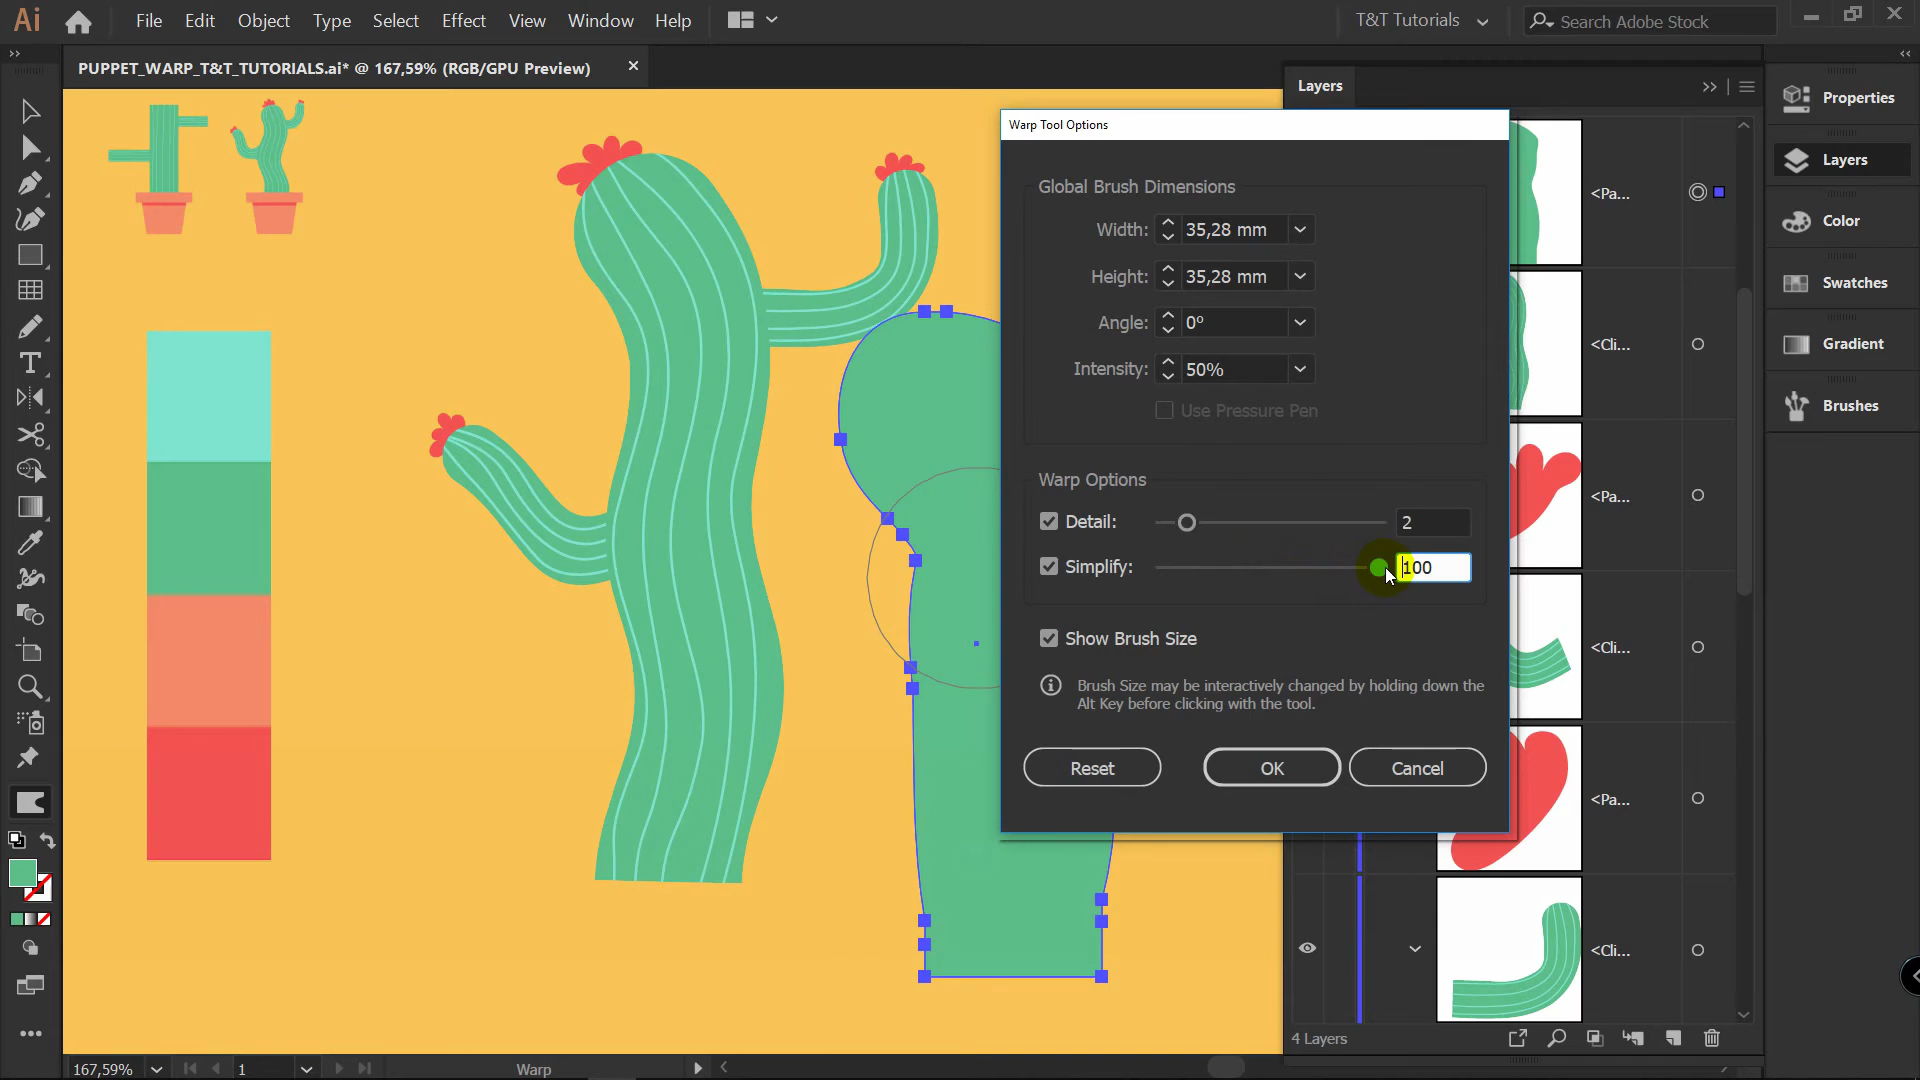 Ai File Edit Object Type Select Effect View Window Help T&T Tutorials Search Adobe Stock
PUPPET_WARP_T&T_TUTORIALS.ai* @ 167,59% (RGB/GPU Preview)
Layers
Warp Tool Options
Global Brush Dimensions
Width: 35,28 mm
Height: 35,28 mm
Angle: 0º
Intensity: 50%
Use Pressure Pen
Warp Options
Detail: 2
Simplify: 100
Show Brush Size
Brush Size may be interactively changed by holding down the
Alt Key before clicking with the tool.
Reset OK Cancel
<Pa...
<Cli...
<Pa...
<Cli...
<Pa...
<Cli...
4 Layers
Properties
Layers
Color
Swatches
Gradient
Brushes
167,59% 1 Warp